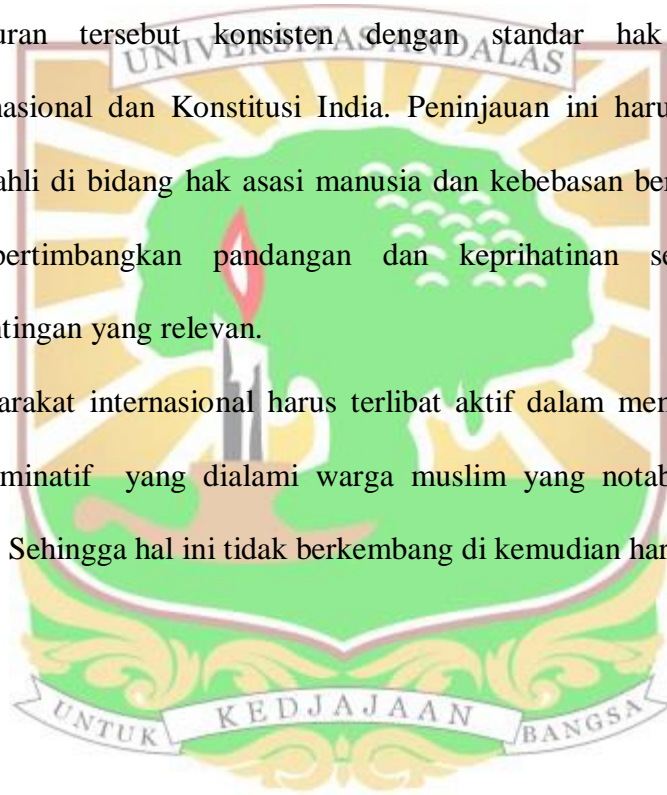 uran tersebut konsisten dengan standar hak
UNIVERSITAS ANDALAS
nasional dan Konstitusi India. Peninjauan ini haru
ahli di bidang hak asasi manusia dan kebebasan ber
pertimbangkan pandangan dan keprihatinan se
ntingan yang relevan.
arakat internasional harus terlibat aktif dalam mem
minatif yang dialami warga muslim yang notab
Sehingga hal ini tidak berkembang di kemudian har
UNTUK KEDJAJAAN BANGSA